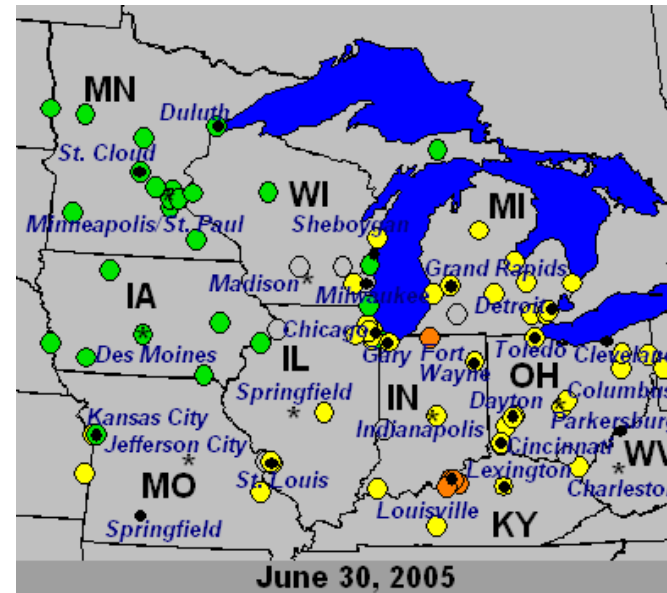 MN
Duluth
St. Cloud
WI
MI
Sheboygan
Minneapolis/St. Paul
Grand Rapids
Madison
Milwaukee
IA
Detroit
Chicago
Des Moines
Gary
Fort
Wayne
Toledo
Cleveland
IL
OH
Springfield
IN
Columbus
Dayton
Kansas City
Indianapolis
Parkersburg
Jefferson City
Cincinnati
WV
St. Louis
Lexington
MO
Charleston
Louisville
Springfield
KY
June 30, 2005